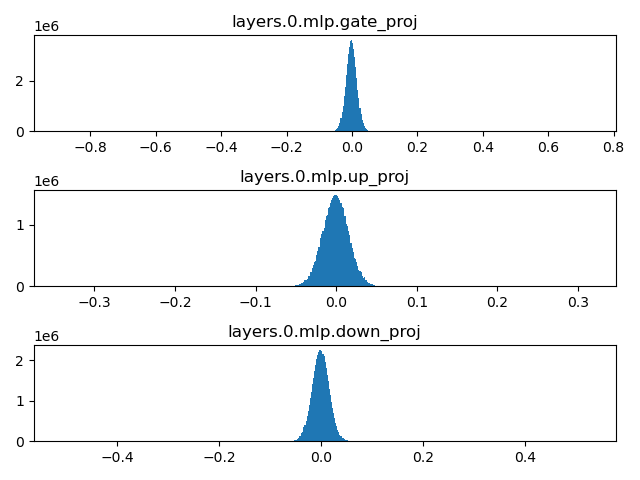 layers.0.mlp.gate_proj
1e6
2
0
−0.8 −0.6 −0.4 −0.2 0.0 0.2 0.4 0.6 0.8
layers.0.mlp.up_proj
1e6
1
0
−0.3 −0.2 −0.1 0.0 0.1 0.2 0.3
layers.0.mlp.down_proj
1e6
2
1
0
−0.4 −0.2 0.0 0.2 0.4